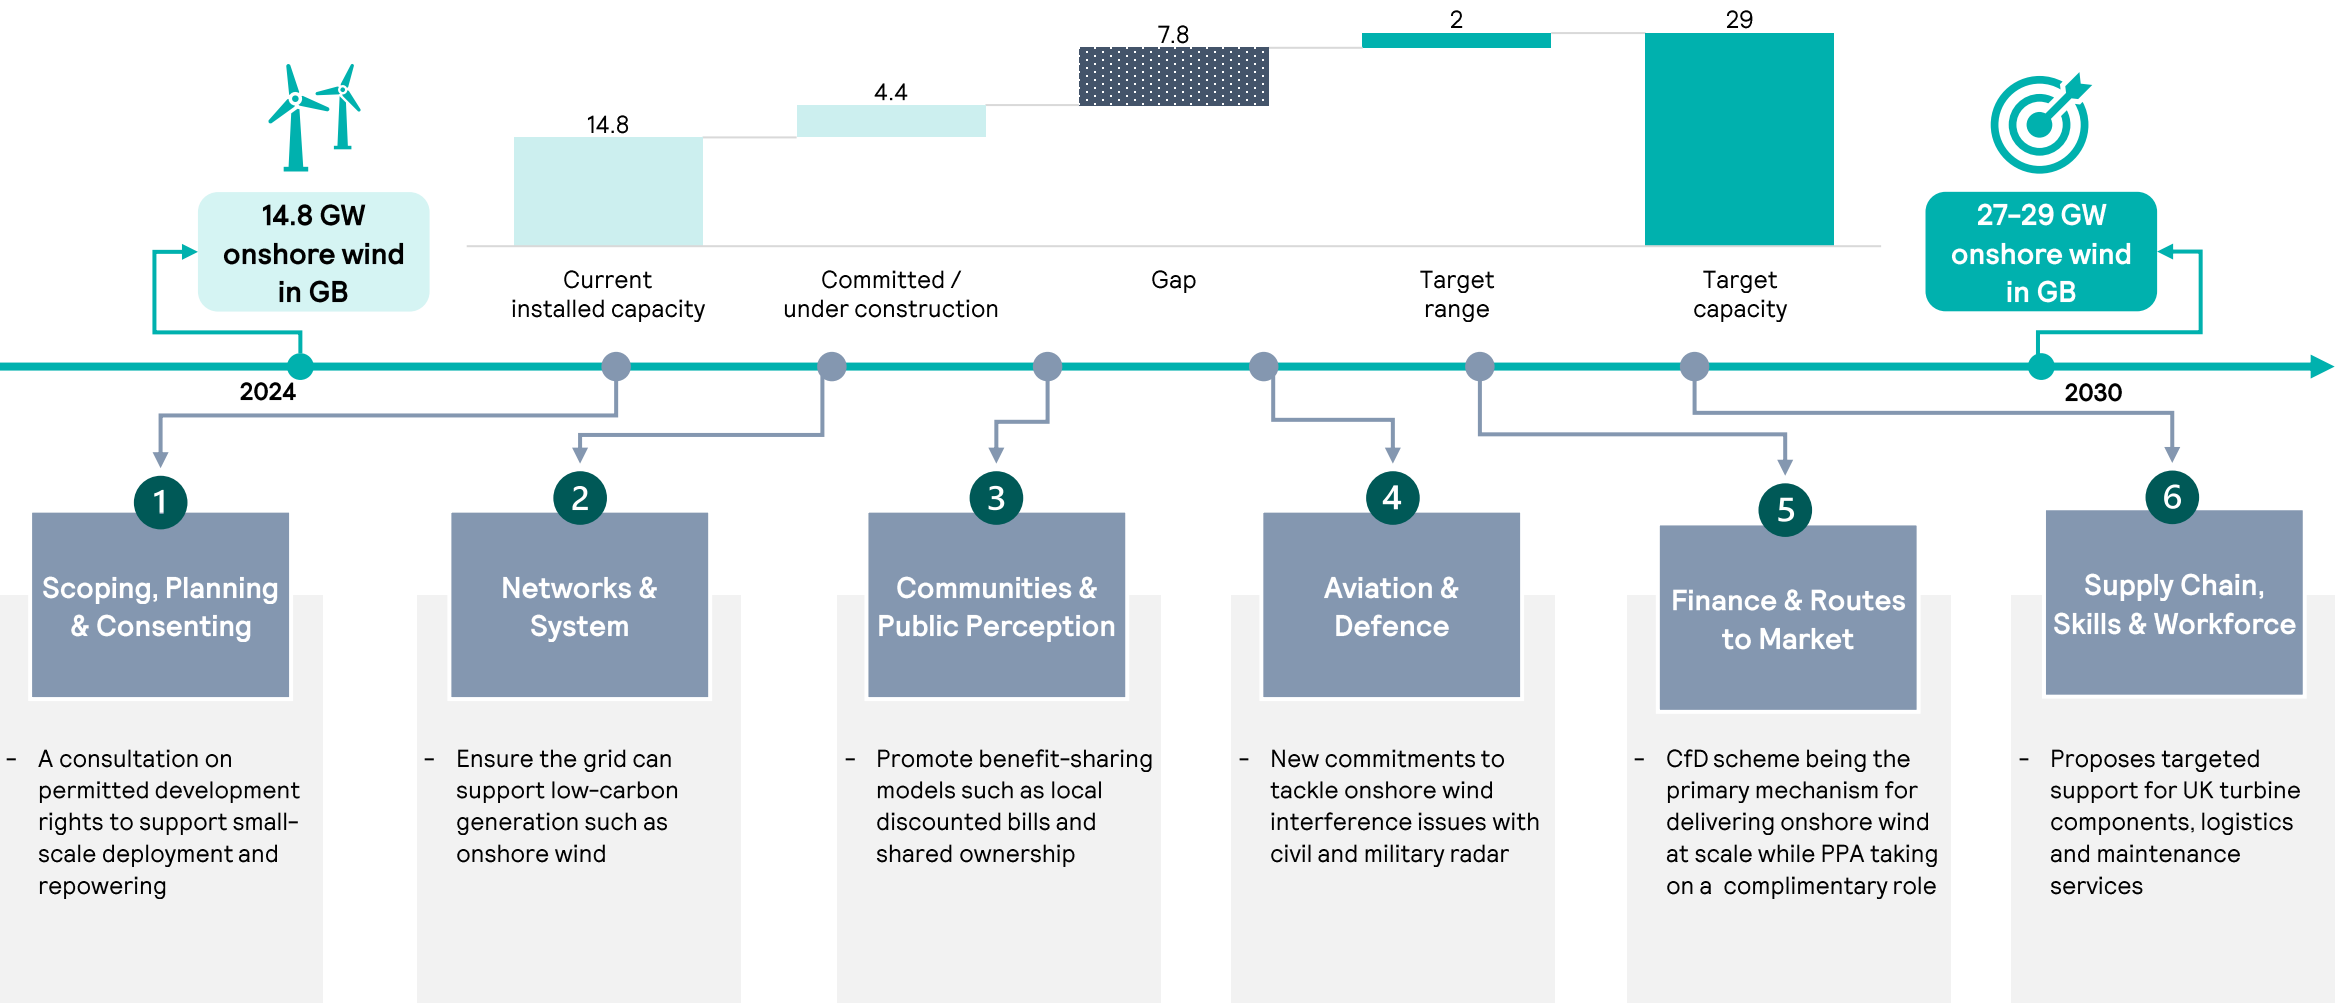 14.8
4.4
7.8
2
29
14.8 GW
onshore wind
in GB
27–29 GW
onshore wind
in GB
Current
installed capacity
Committed /
under construction
Gap
Target
range
Target
capacity
2024
2030
1
Scoping, Planning
& Consenting
- A consultation on
permitted development
rights to support small-
scale deployment and
repowering
2
Networks &
System
- Ensure the grid can
support low-carbon
generation such as
onshore wind
3
Communities &
Public Perception
- Promote benefit-sharing
models such as local
discounted bills and
shared ownership
4
Aviation &
Defence
- New commitments to
tackle onshore wind
interference issues with
civil and military radar
5
Finance & Routes
to Market
- CfD scheme being the
primary mechanism for
delivering onshore wind
at scale while PPA taking
on a complimentary role
6
Supply Chain,
Skills & Workforce
- Proposes targeted
support for UK turbine
components, logistics
and maintenance
services